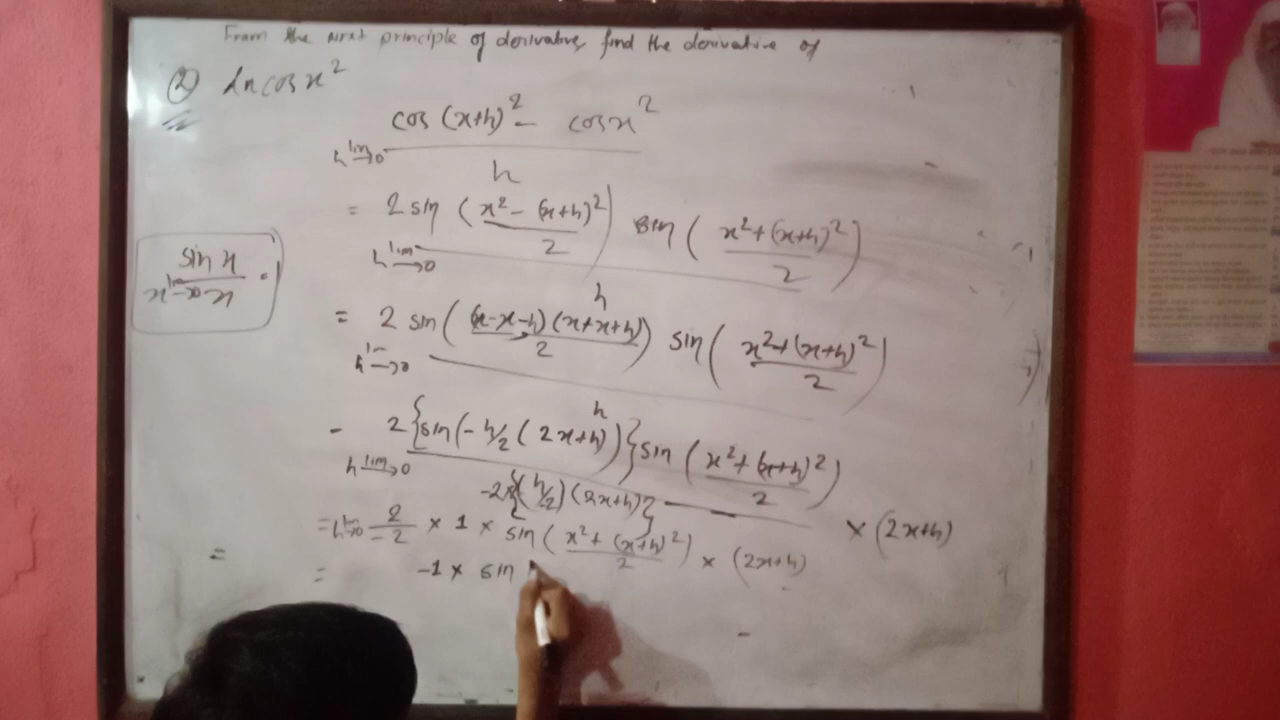 From the first principle of derivative, find the derivative of
② ln cos x²
lim h→0 cos (x+h)² - cos x² / h
= lim h→0 2 sin ( x² - (x+h)² / 2 ) sin ( x² + (x+h)² / 2 ) / h
sin x / x lim x→0
= lim h→0 2 sin ( (x-x-h) (x+x+h) / 2 ) sin ( x² + (x+h)² / 2 ) / h
- lim h→0 2 { sin ( - h/2 ( 2x+h ) ) } sin ( x² + (x+h)² / 2 )
-2 { ( h/2 ) (2x+h) } × (2x+h)
= lim h→0 2 / -2 × 1 × sin ( x² + (x+h)² / 2 ) × (2x+h)
=
= -1 × sin